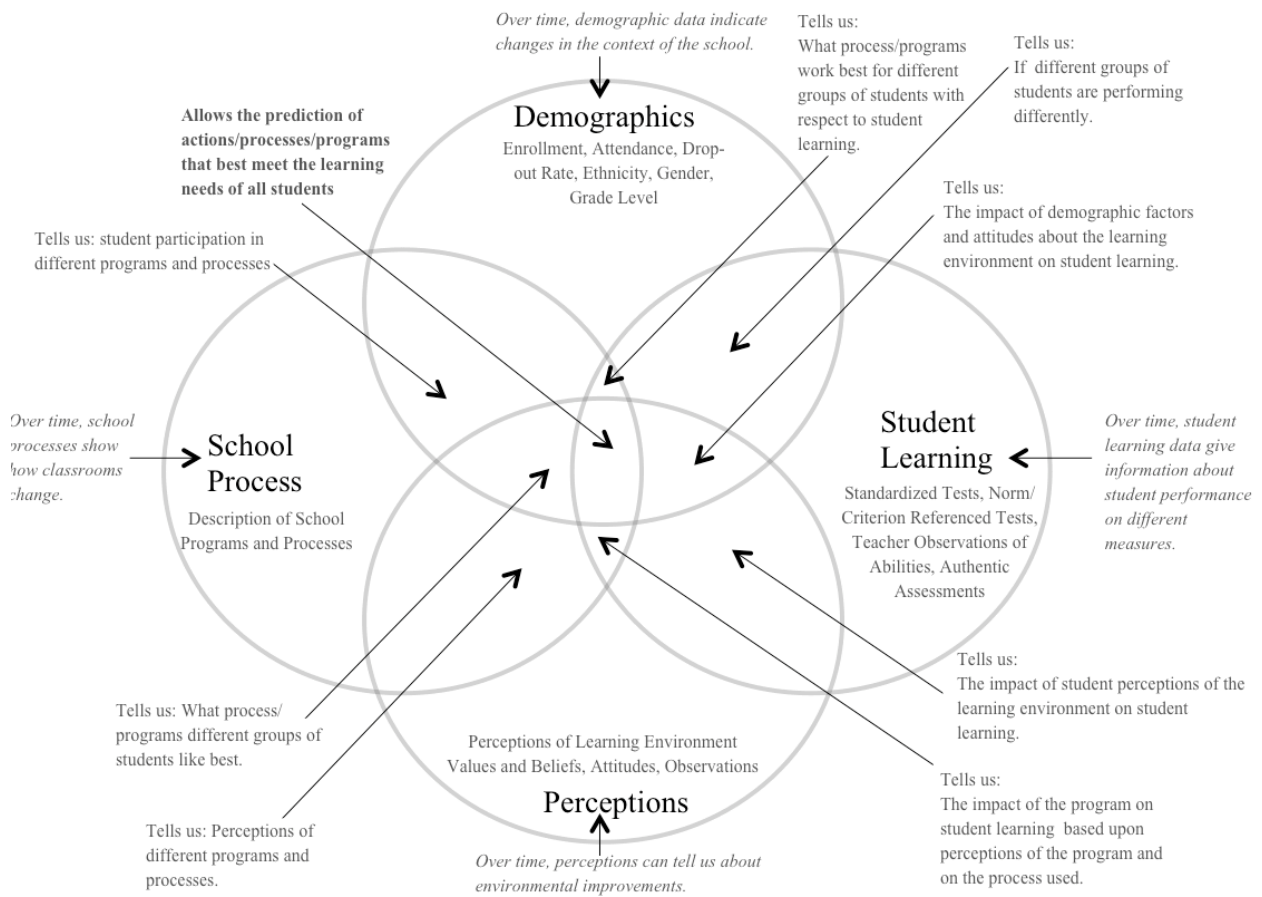 Over time, demographic data indicate
changes in the context of the school.
Tells us:
What process/programs
work best for different
groups of students with
respect to student
learning.
Tells us:
If different groups of
students are performing
differently.
Allows the prediction of
actions/processes/programs
that best meet the learning
needs of all students
Demographics
Enrollment, Attendance, Drop-
out Rate, Ethnicity, Gender,
Grade Level
Tells us:
The impact of demographic factors
and attitudes about the learning
environment on student learning.
Tells us: student participation in
different programs and processes
Over time, school
processes show
how classrooms
change.
School
Process
Description of School
Programs and Processes
Student
Learning
Standardized Tests, Norm/
Criterion Referenced Tests,
Teacher Observations of
Abilities, Authentic
Assessments
Over time, student
learning data give
information about
student performance
on different
measures.
Tells us:
The impact of student perceptions of the
learning environment on student
learning.
Tells us: What process/
programs different groups of
students like best.
Perceptions of Learning Environment
Values and Beliefs, Attitudes, Observations
Perceptions
Tells us:
The impact of the program on
student learning based upon
perceptions of the program and
on the process used.
Tells us: Perceptions of
different programs and
processes.
Over time, perceptions can tell us about
environmental improvements.